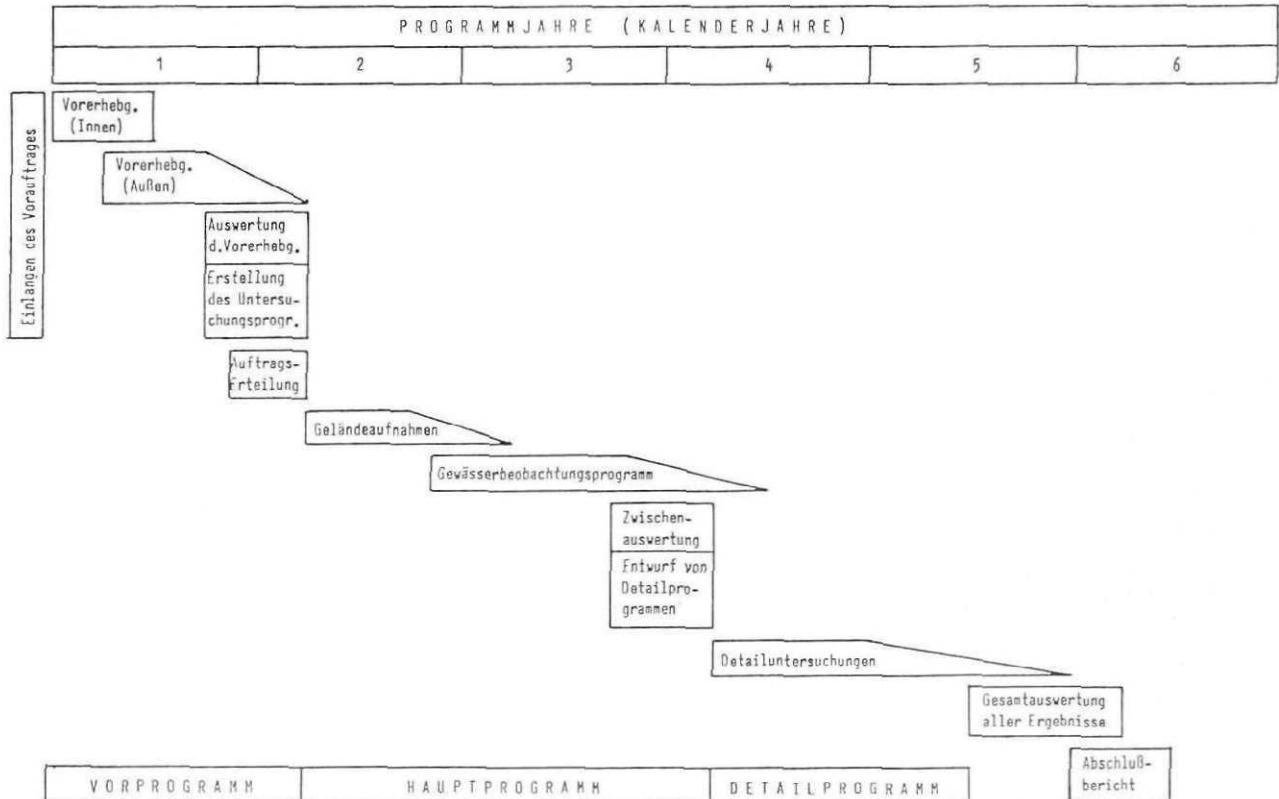 PROGRAMMJAHRE (KALENDERJAHRE)
1 2 3 4 5 6
Einlangen des Vorauftrages
Vorerhebg.
(Innen)
Vorerhebg.
(Außen)
Auswertung
d.Vorerhebg.
Erstellung
des Untersu-
chungsprogr.
Auftrags-
Erteilung
Geländeaufnahmen
Gewässerbeobachtungsprogramm
Zwischen-
auswertung
Entwurf von
Detailpro-
grammen
Detailuntersuchungen
Gesamtauswertung
aller Ergebnisse
Abschluß-
bericht
VORPROGRAMM HAUPTPROGRAMM DETAILPROGRAMM